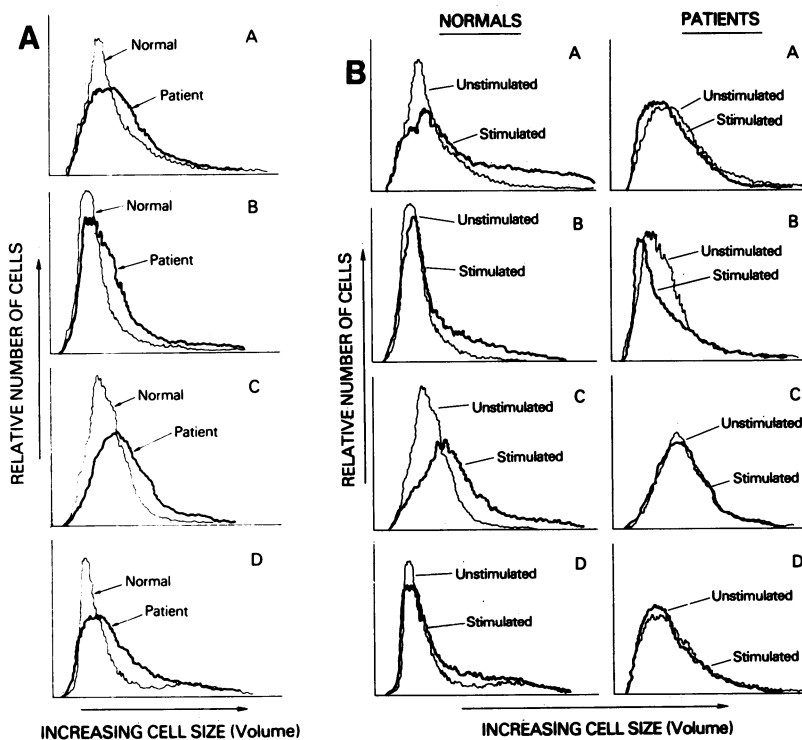 A
A
Normal
Patient
B
Normal
Patient
C
Normal
Patient
D
Normal
Patient
RELATIVE NUMBER OF CELLS
INCREASING CELL SIZE (Volume)
NORMALS
PATIENTS
B
A
Unstimulated
Stimulated
A
Unstimulated
Stimulated
B
Unstimulated
Stimulated
B
Unstimulated
Stimulated
C
Unstimulated
Stimulated
C
Unstimulated
Stimulated
D
Unstimulated
Stimulated
D
Unstimulated
Stimulated
RELATIVE NUMBER OF CELLS
INCREASING CELL SIZE (Volume)